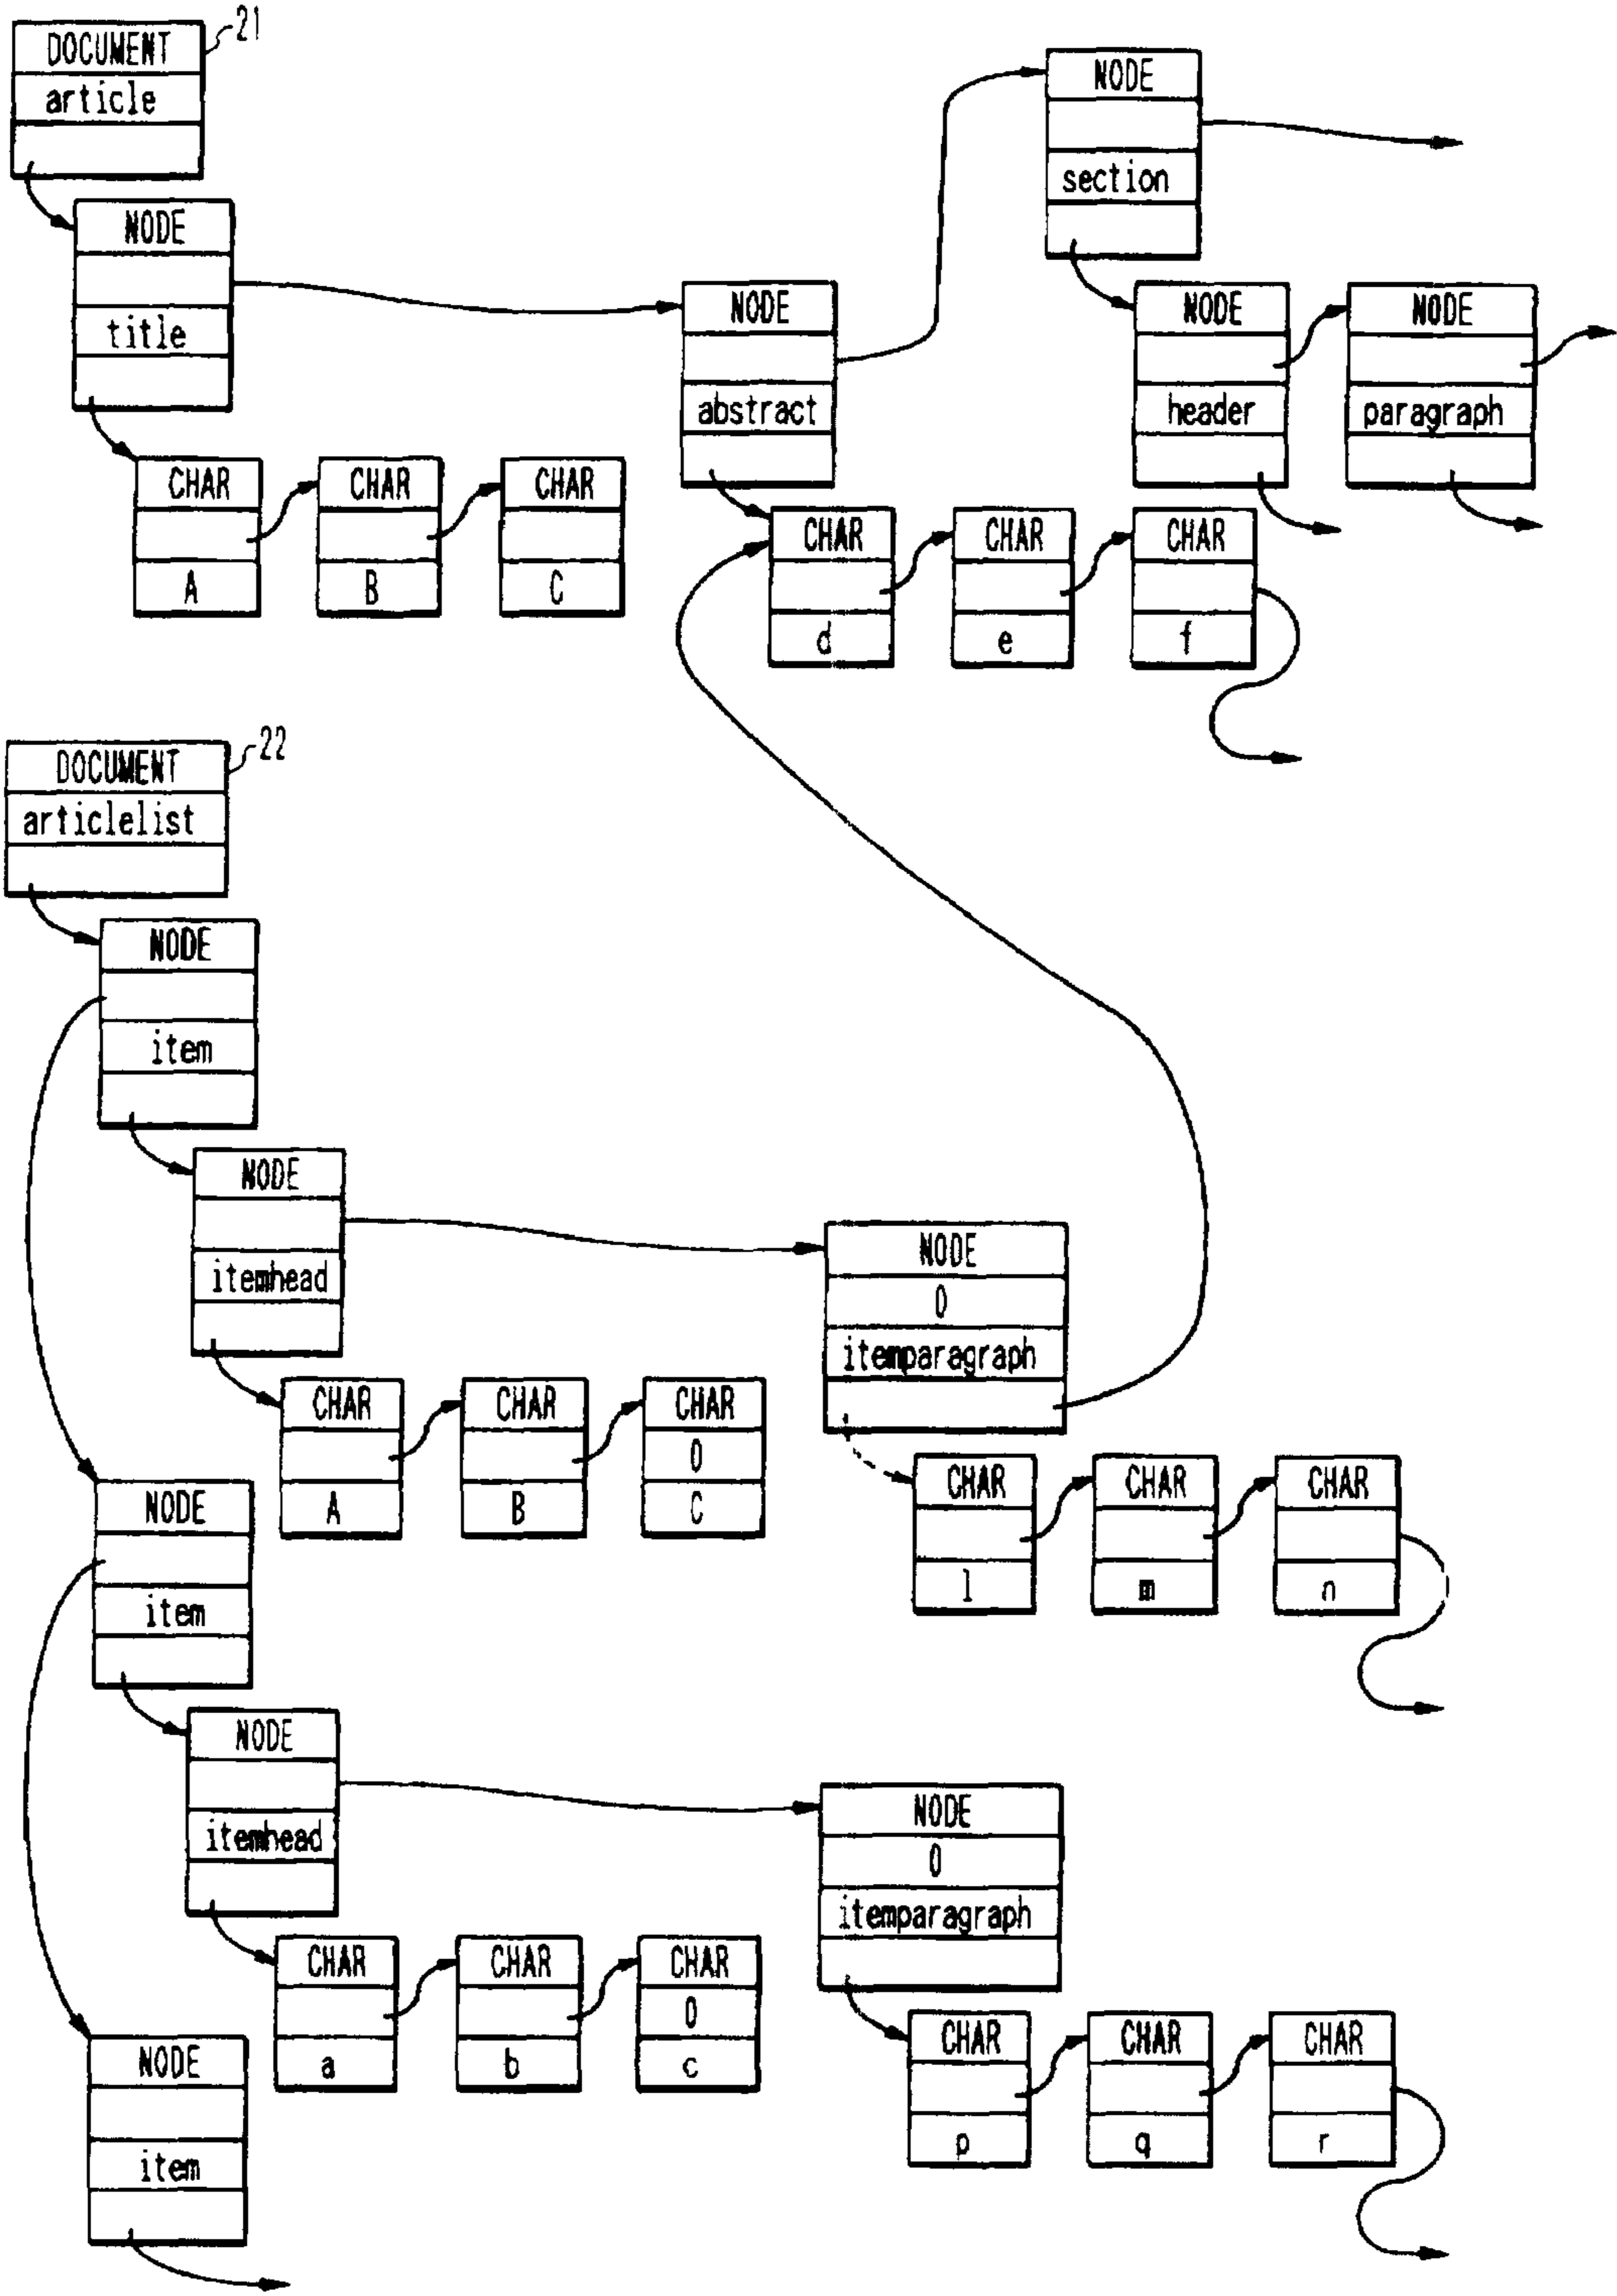 DOCUMENT
21
article
NODE
section
NODE
title
NODE
abstract
NODE
header
NODE
paragraph
CHAR
A
CHAR
B
CHAR
C
CHAR
d
CHAR
e
CHAR
f
DOCUMENT
22
articlelist
NODE
item
NODE
itemhead
NODE
0
itemparagraph
CHAR
A
CHAR
B
CHAR
0
C
CHAR
l
CHAR
m
CHAR
n
NODE
item
NODE
itemhead
NODE
0
itemparagraph
CHAR
a
CHAR
b
CHAR
0
c
CHAR
p
CHAR
q
CHAR
r
NODE
item